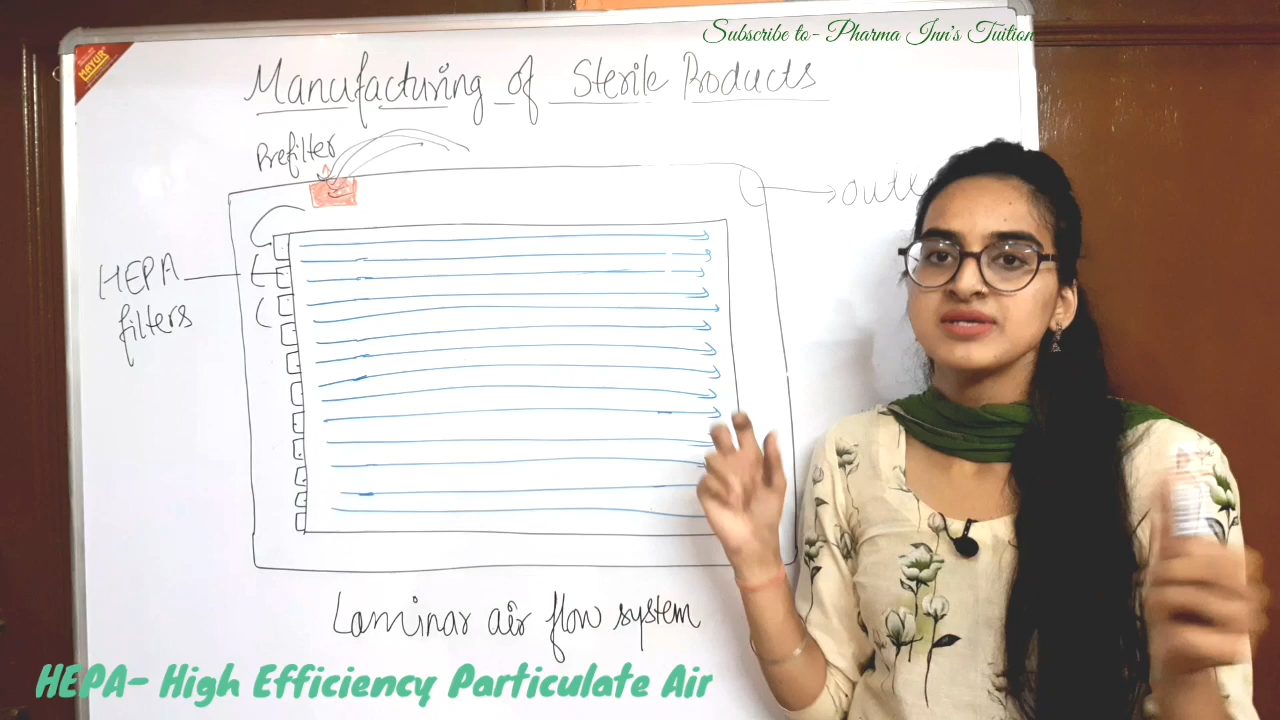 Subscribe to- Pharma Inn's Tuition
MAYUR
Manufacturing of Sterile Products
Prefilter
HEPA
filters
Laminar air flow system
HEPA- High Efficiency Particulate Air